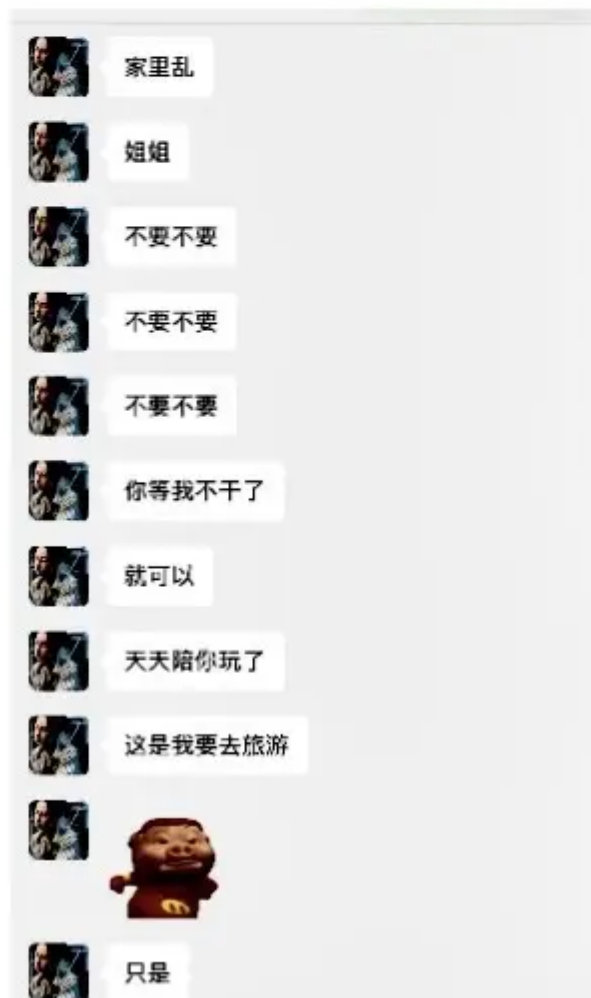 家里乱
姐姐
不要不要
不要不要
不要不要
你等我不干了
就可以
天天陪你玩了
这是我要去旅游
只是